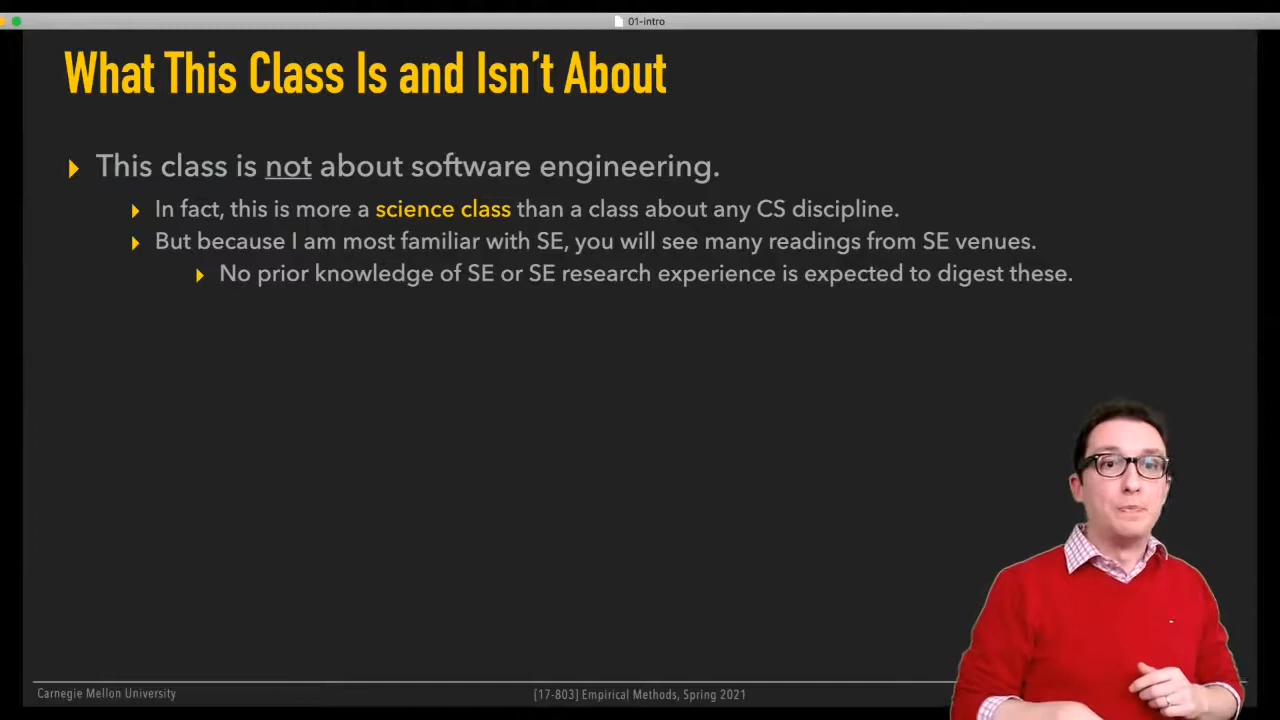 01-intro
What This Class Is and Isn't About
This class is not about software engineering.
In fact, this is more a science class than a class about any CS discipline.
But because I am most familiar with SE, you will see many readings from SE venues.
No prior knowledge of SE or SE research experience is expected to digest these.
Carnegie Mellon University
[17-803] Empirical Methods, Spring 2021